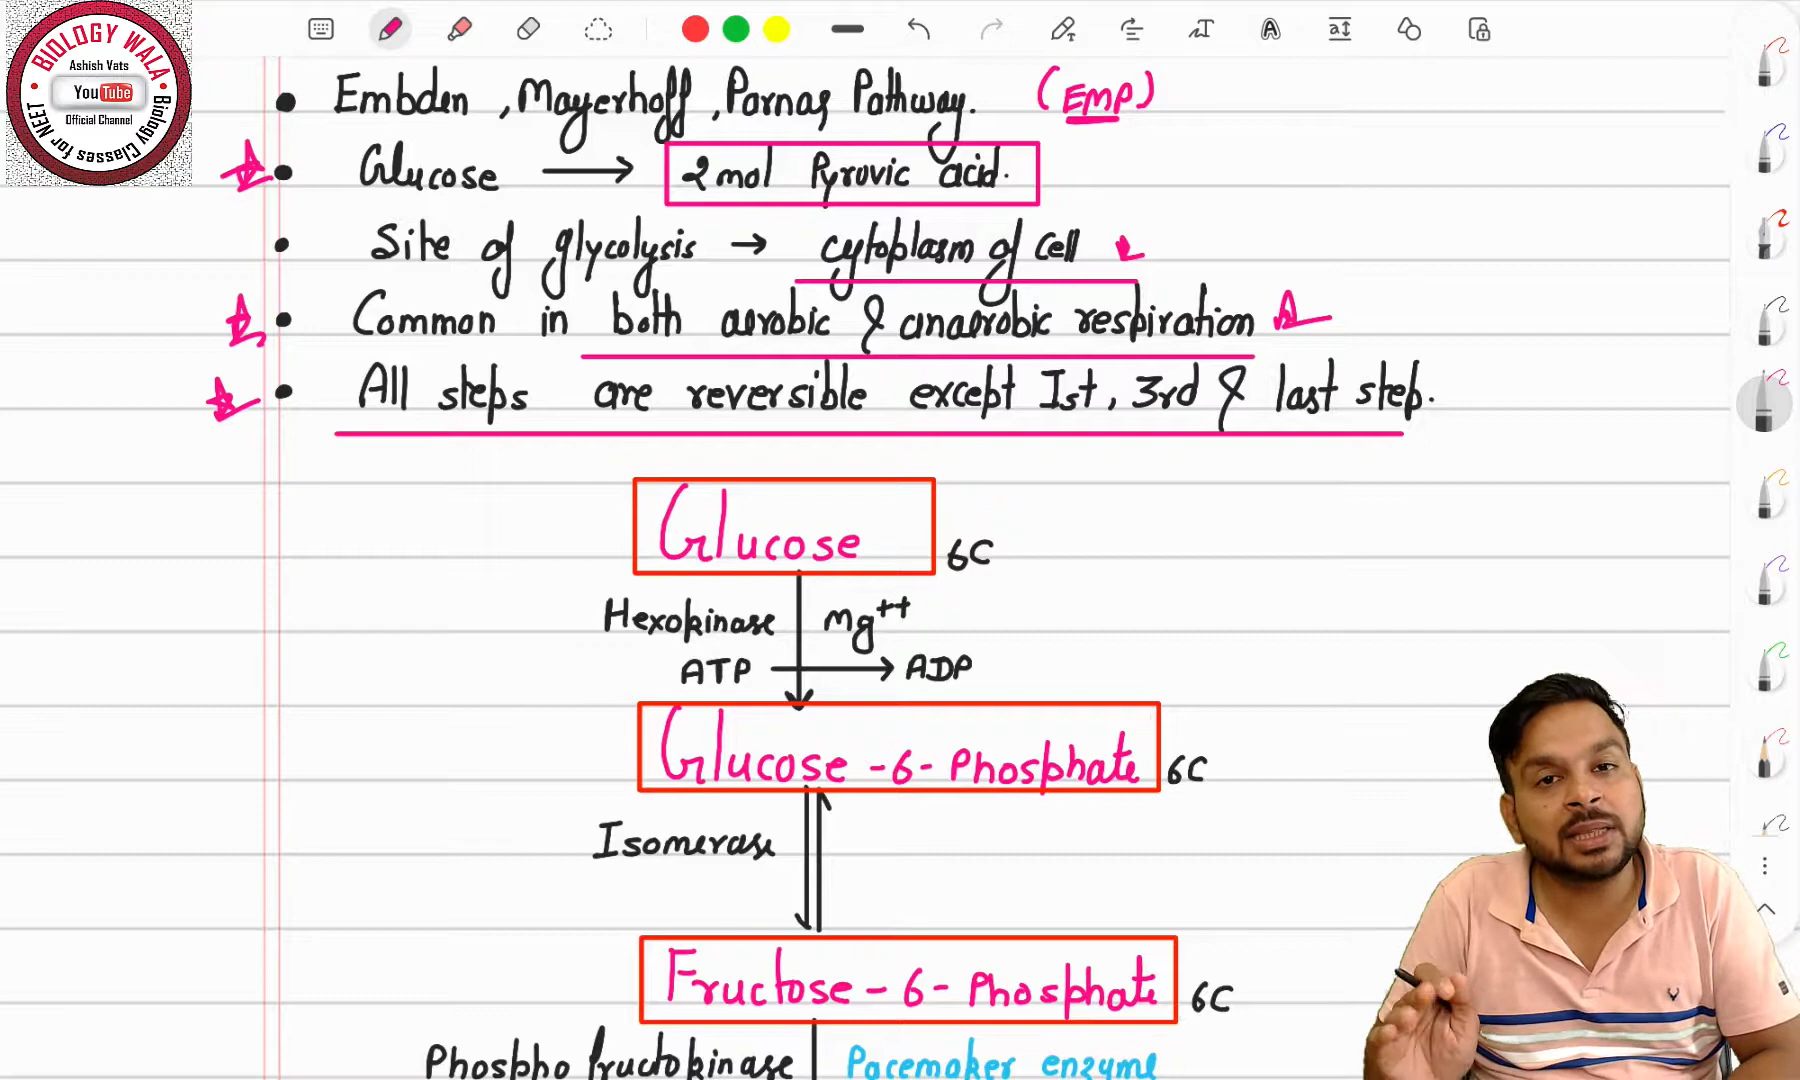 BIOLOGY WALA
Ashish Vats
YouTube
Official Channel
Biology Classes for NEET
• Embden , Mayerhoff , Parnas Pathway. (EMP)
• Glucose → 2 mol Pyruvic acid.
• Site of glycolysis → cytoplasm of cell
• Common in both aerobic & anaerobic respiration
• All steps are reversible except Ist, 3rd & last step.
Glucose 6C
Hexokinase Mg++
ATP → ADP
Glucose - 6 - Phosphate 6C
Isomerase
Fructose - 6 - Phosphate 6C
Phospho fructokinase Pacemaker enzyme